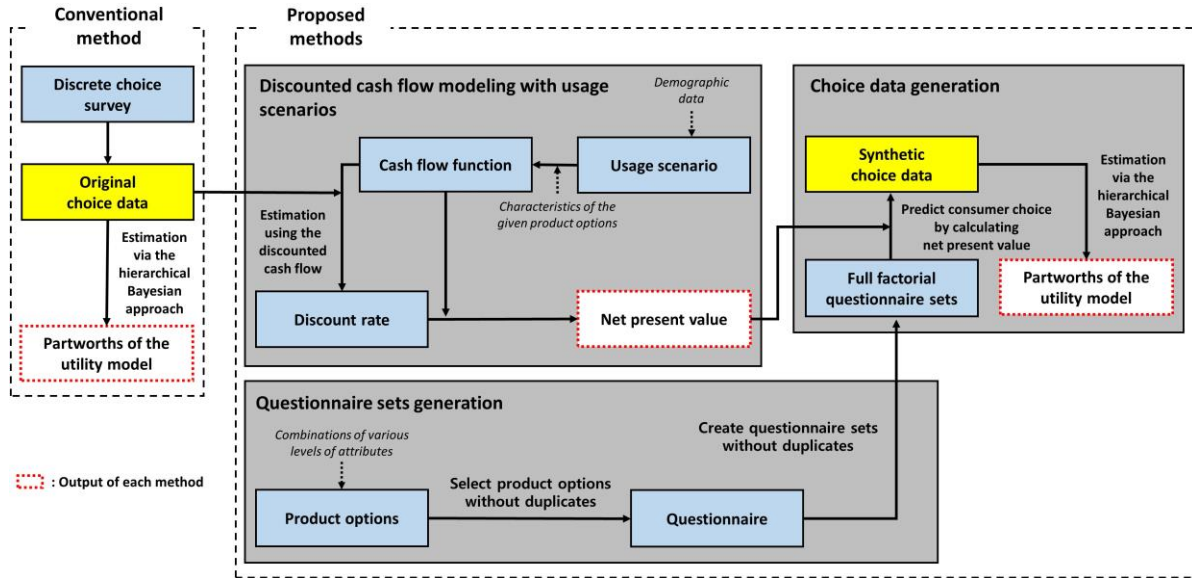 Conventional
method
Discrete choice
survey
Original
choice data
Estimation
via the
hierarchical
Bayesian
approach
Partworths of the
utility model
: Output of each method
Proposed
methods
Discounted cash flow modeling with usage
scenarios
Demographic
data
Cash flow function
Usage scenario
Characteristics of the
given product options
Estimation
using the
discounted
cash flow
Discount rate
Net present value
Choice data generation
Synthetic
choice data
Estimation
via the
hierarchical
Bayesian
approach
Predict consumer choice
by calculating
net present value
Full factorial
questionnaire sets
Partworths of the
utility model
Questionnaire sets generation
Combinations of various
levels of attributes
Product options
Select product options
without duplicates
Questionnaire
Create questionnaire sets
without duplicates